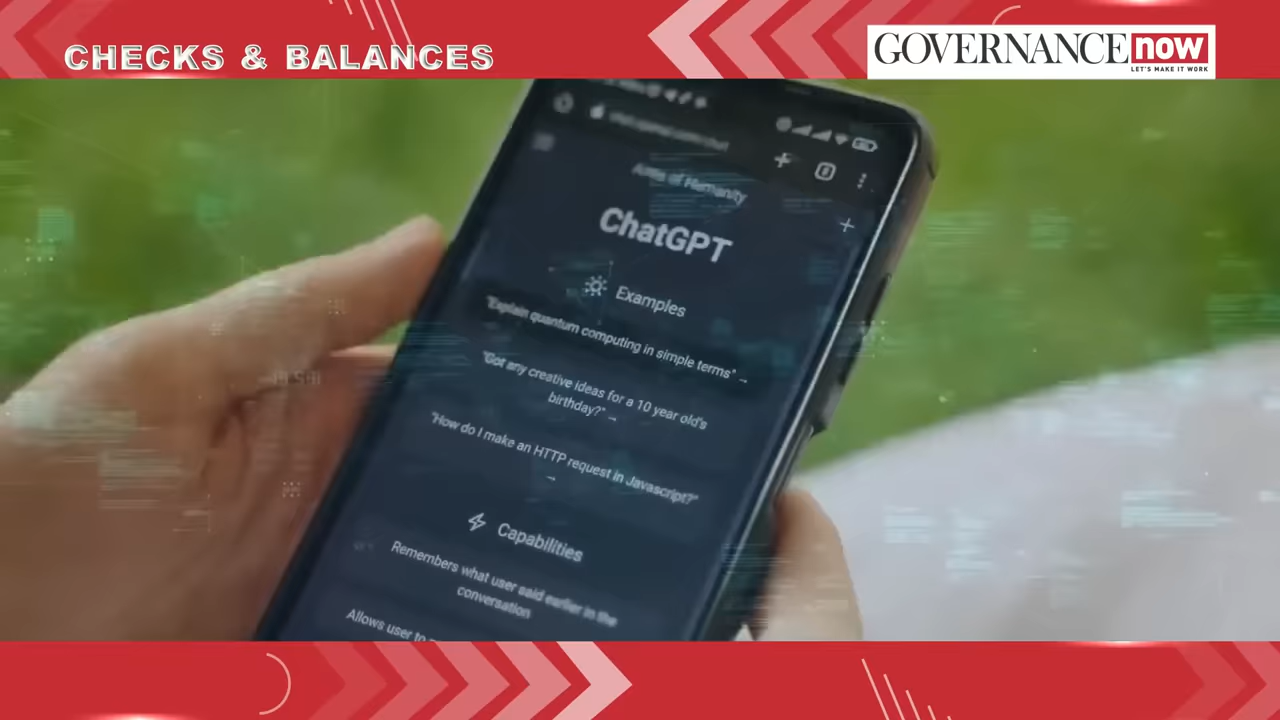 CHECKS & BALANCES
GOVERNANCE now
LET'S MAKE IT WORK
of Humanity
ChatGPT
Examples
"Explain quantum computing in simple terms" →
"Got any creative ideas for a 10 year old's
birthday?" →
"How do I make an HTTP request in Javascript?"
→
Capabilities
Remembers what user said earlier in the
conversation
Allows user to